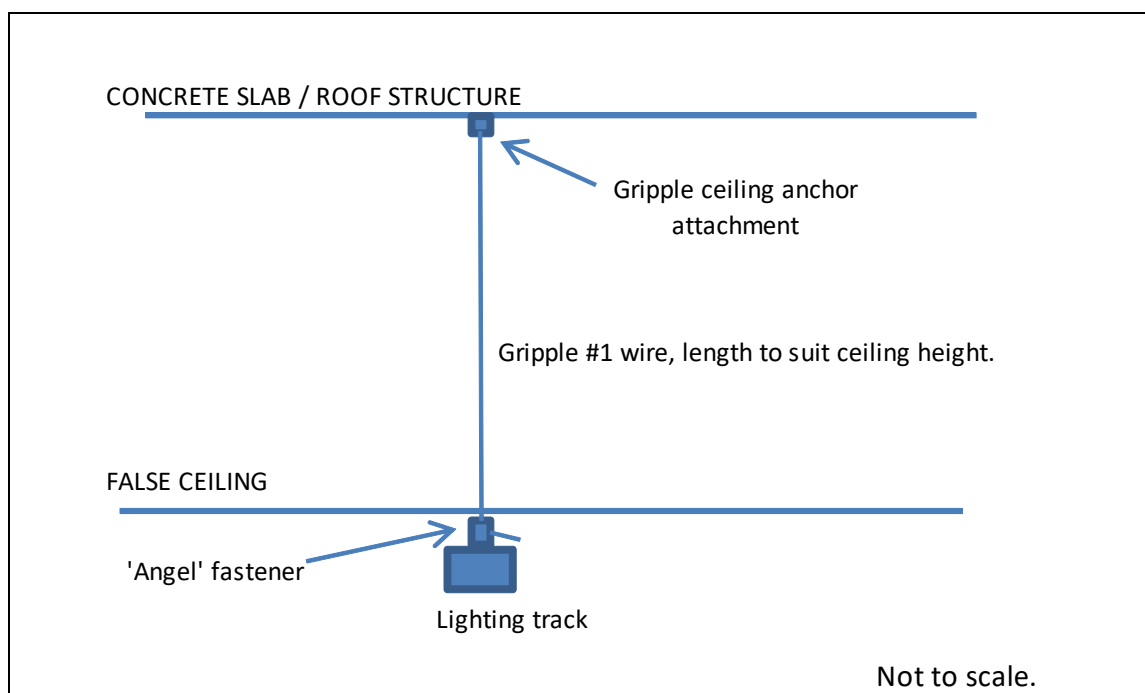 CONCRETE SLAB / ROOF STRUCTURE
Gripple ceiling anchor
attachment
Gripple #1 wire, length to suit ceiling height.
FALSE CEILING
'Angel' fastener
Lighting track
Not to scale.